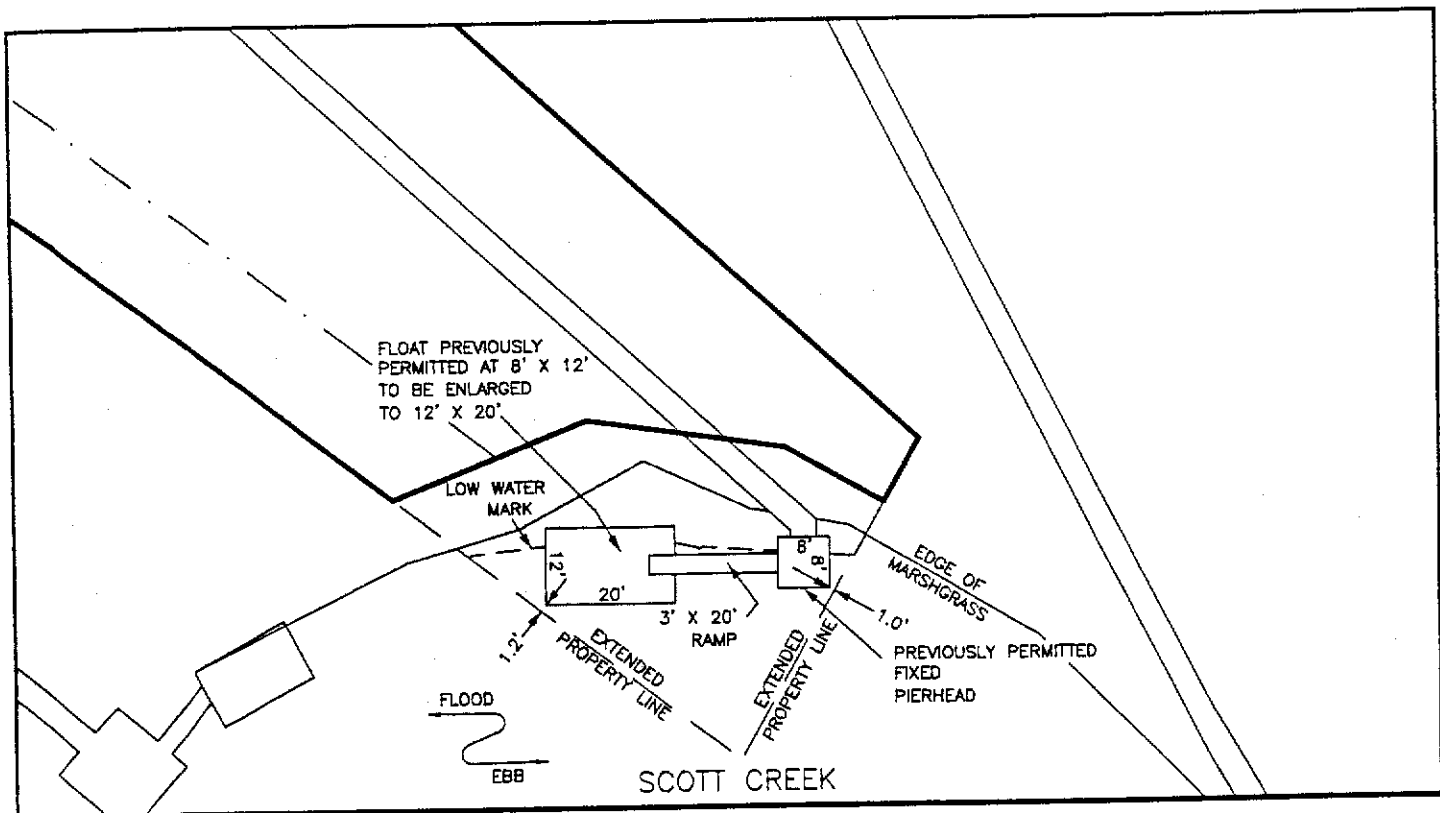 FLOAT PREVIOUSLY
PERMITTED AT 8' X 12'
TO BE ENLARGED
TO 12' X 20'
LOW WATER
MARK
12'
20'
1.2'
3' X 20'
RAMP
8'
8'
1.0'
EDGE OF
MARSHGRASS
EXTENDED
PROPERTY LINE
EXTENDED
PROPERTY LINE
PREVIOUSLY PERMITTED
FIXED
PIERHEAD
FLOOD
EBB
SCOTT CREEK